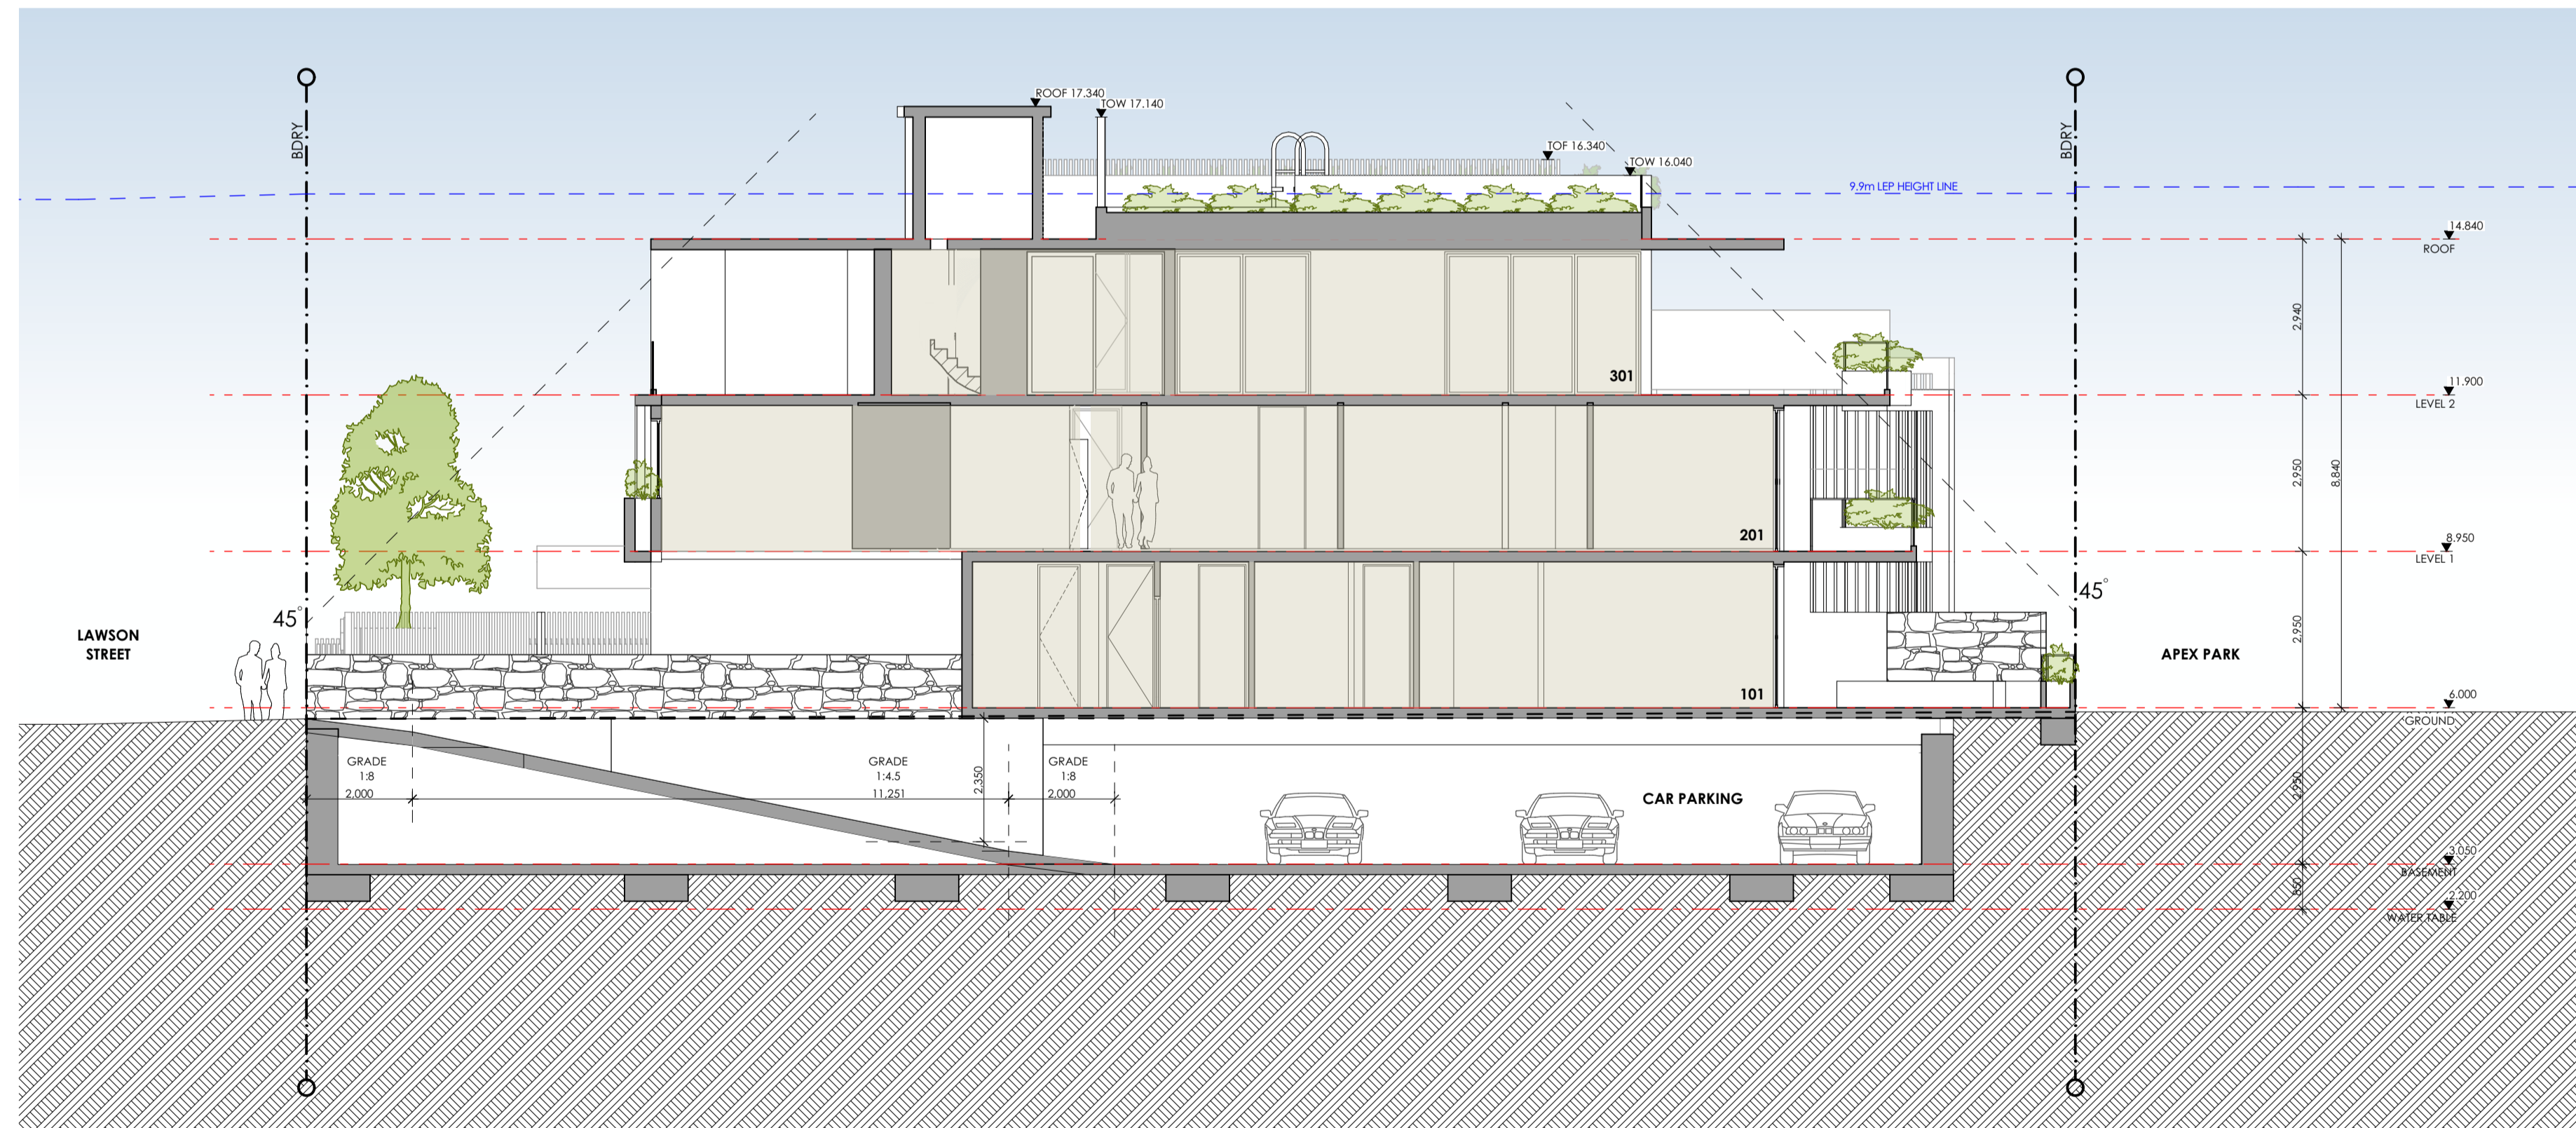 BDRY
BDRY
ROOF 17.340
TOW 17.140
TOF 16.340
TOW 16.040
9.9m LEP HEIGHT LINE
14.840
ROOF
2,940
301
11.900
LEVEL 2
2,950
8,840
201
8.950
LEVEL 1
45°
45°
LAWSON
STREET
2,950
APEX PARK
101
6.000
GROUND
GRADE
1:8
2,000
GRADE
1:4.5
11,251
2,350
GRADE
1:8
2,000
CAR PARKING
2,950
3.050
BASEMENT
850
2.200
WATER TABLE